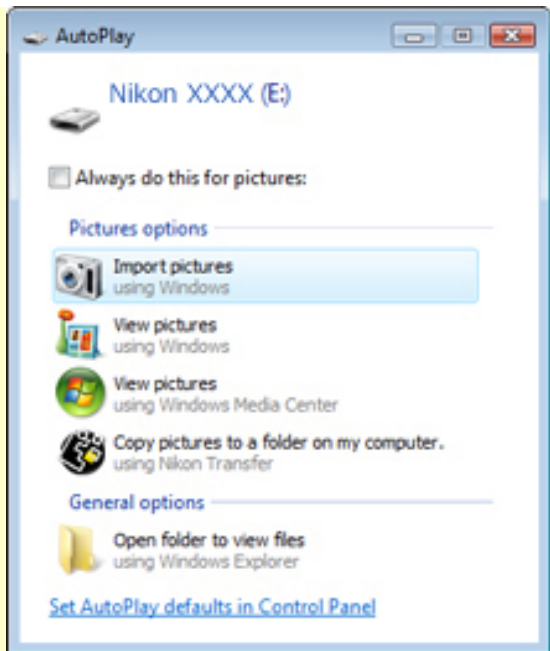 AutoPlay
Nikon XXXX (E:)
Always do this for pictures:
Pictures options
Import pictures
using Windows
View pictures
using Windows
View pictures
using Windows Media Center
Copy pictures to a folder on my computer.
using Nikon Transfer
General options
Open folder to view files
using Windows Explorer
Set AutoPlay defaults in Control Panel